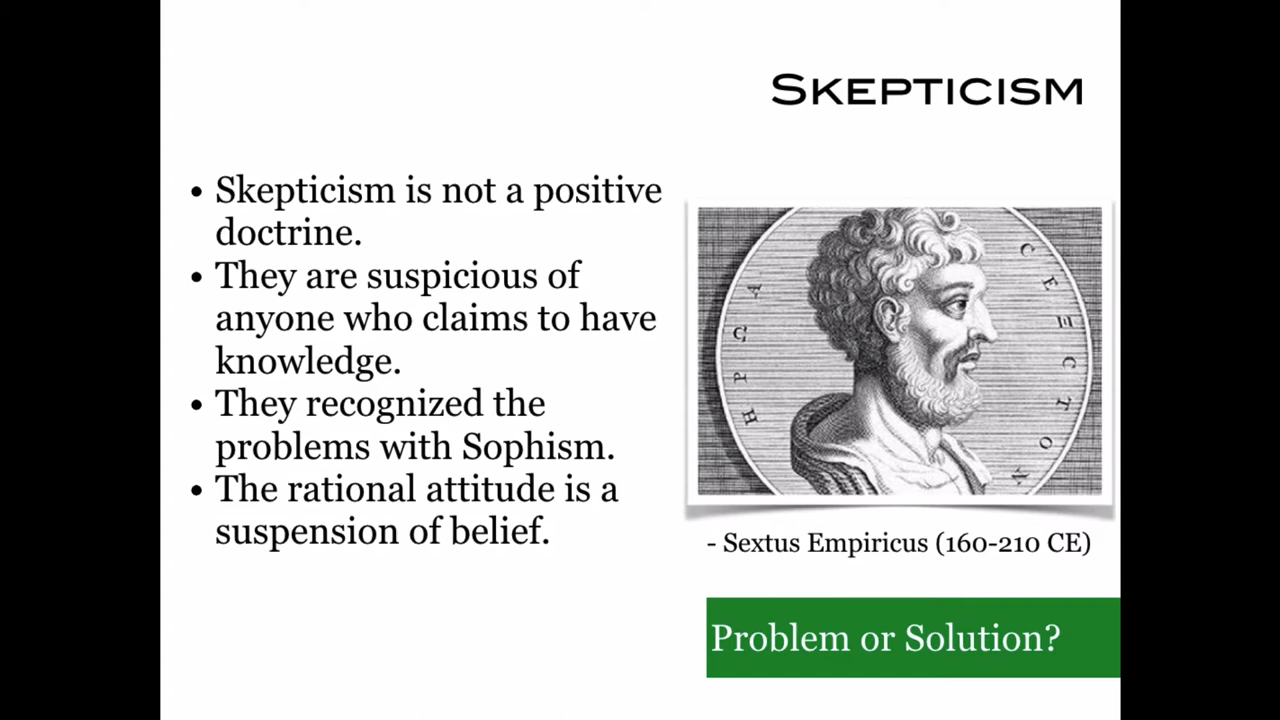 SKEPTICISM
• Skepticism is not a positive
doctrine.
• They are suspicious of
anyone who claims to have
knowledge.
• They recognized the
problems with Sophism.
• The rational attitude is a
suspension of belief.
C E Ξ C T O
H P C A
- Sextus Empiricus (160-210 CE)
Problem or Solution?